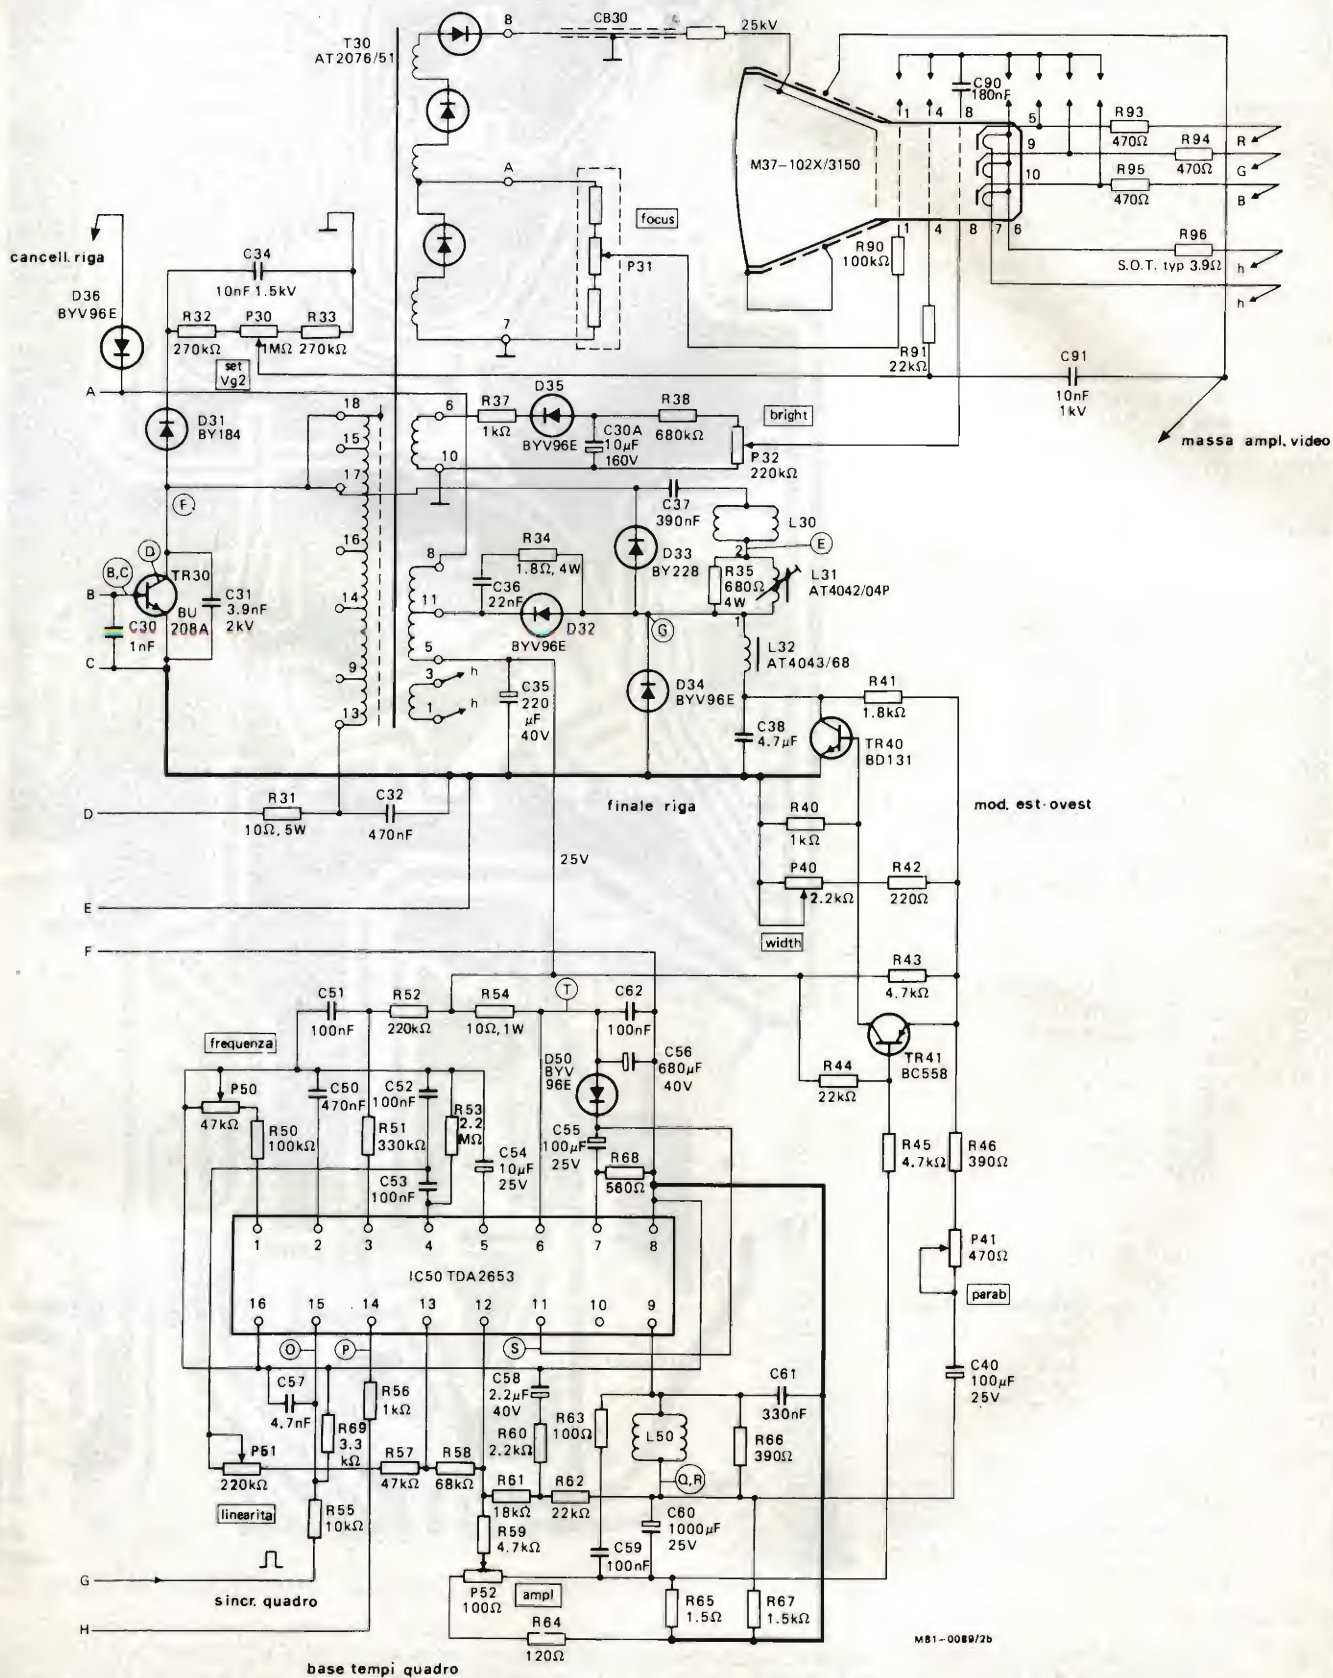 8
CB30
25kV
T30
AT2076/51
C90
180nF
1
4
8
5
R93
470Ω
R
9
R94
470Ω
G
10
R95
470Ω
B
M37-102X/3150
A
focus
P31
R90
100kΩ
1
4
8
7
6
R96
S.O.T. typ 3.9Ω
h
h
cancell. riga
C34
10nF 1.5kV
D36
BYV96E
R32
270kΩ
P30
1MΩ
R33
270kΩ
7
set
Vg2
R91
22kΩ
C91
10nF
1kV
A
D31
BY184
18
15
17
6
R37
1kΩ
D35
BYV96E
C30A
10µF
160V
R38
680kΩ
bright
P32
220kΩ
massa ampl. video
10
F
C37
390nF
L30
16
D
B,C
B
TR30
BU
208A
C31
3.9nF
2kV
C30
1nF
C
8
R34
1.8Ω, 4W
C36
22nF
D33
BY228
2
E
R35
680Ω
4W
L31
AT4042/04P
14
11
D32
BYV96E
G
1
9
5
L32
AT4043/68
3
h
1
h
C35
220
µF
40V
D34
BYV96E
R41
1.8kΩ
13
C38
4.7µF
TR40
BD131
D
R31
10Ω, 5W
C32
470nF
finale riga
R40
1kΩ
mod. est-ovest
25V
P40
2.2kΩ
R42
220Ω
E
width
F
R43
4.7kΩ
C51
100nF
R52
220kΩ
R54
10Ω, 1W
T
C62
100nF
frequenza
P50
47kΩ
C50
470nF
C52
100nF
D50
BYV
96E
C56
680µF
40V
R44
22kΩ
TR41
BC558
R50
100kΩ
R51
330kΩ
R53
2.2
MΩ
C54
10µF
25V
C55
100µF
25V
R68
560Ω
R45
4.7kΩ
R46
390Ω
C53
100nF
1
2
3
4
5
6
7
8
IC50 TDA2653
P41
470Ω
parab
16
15
14
13
12
11
10
9
O
P
S
C57
4.7nF
R56
1kΩ
C58
2.2µF
40V
C61
330nF
C40
100µF
25V
R69
3.3
kΩ
R60
2.2kΩ
R63
100Ω
L50
R66
390Ω
P51
220kΩ
R57
47kΩ
R58
68kΩ
Q,R
linearita
R55
10kΩ
R61
18kΩ
R62
22kΩ
R59
4.7kΩ
C60
1000µF
25V
C59
100nF
G
sincr. quadro
P52
100Ω
ampl
R65
1.5Ω
R67
1.5kΩ
H
R64
120Ω
M81-0089/2b
base tempi quadro